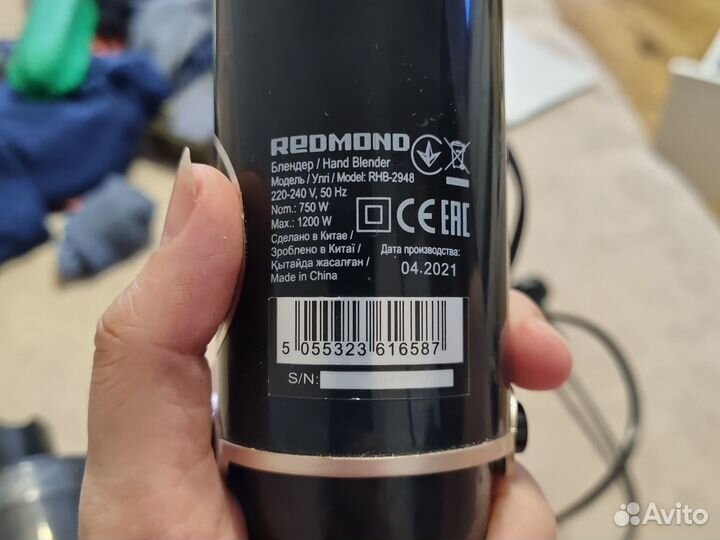 REDMOND
Блендер / Hand Blender
Модель / Үлгі / Model: RHB-2948
220-240 V, 50 Hz
Nom.: 750 W
Max.: 1200 W
CE EAC
Сделано в Китае /
Зроблено в Китаї /
Қытайда жасалған /
Made in China
Дата производства:
04.2021
5 055323 616587
S/N:
Avito